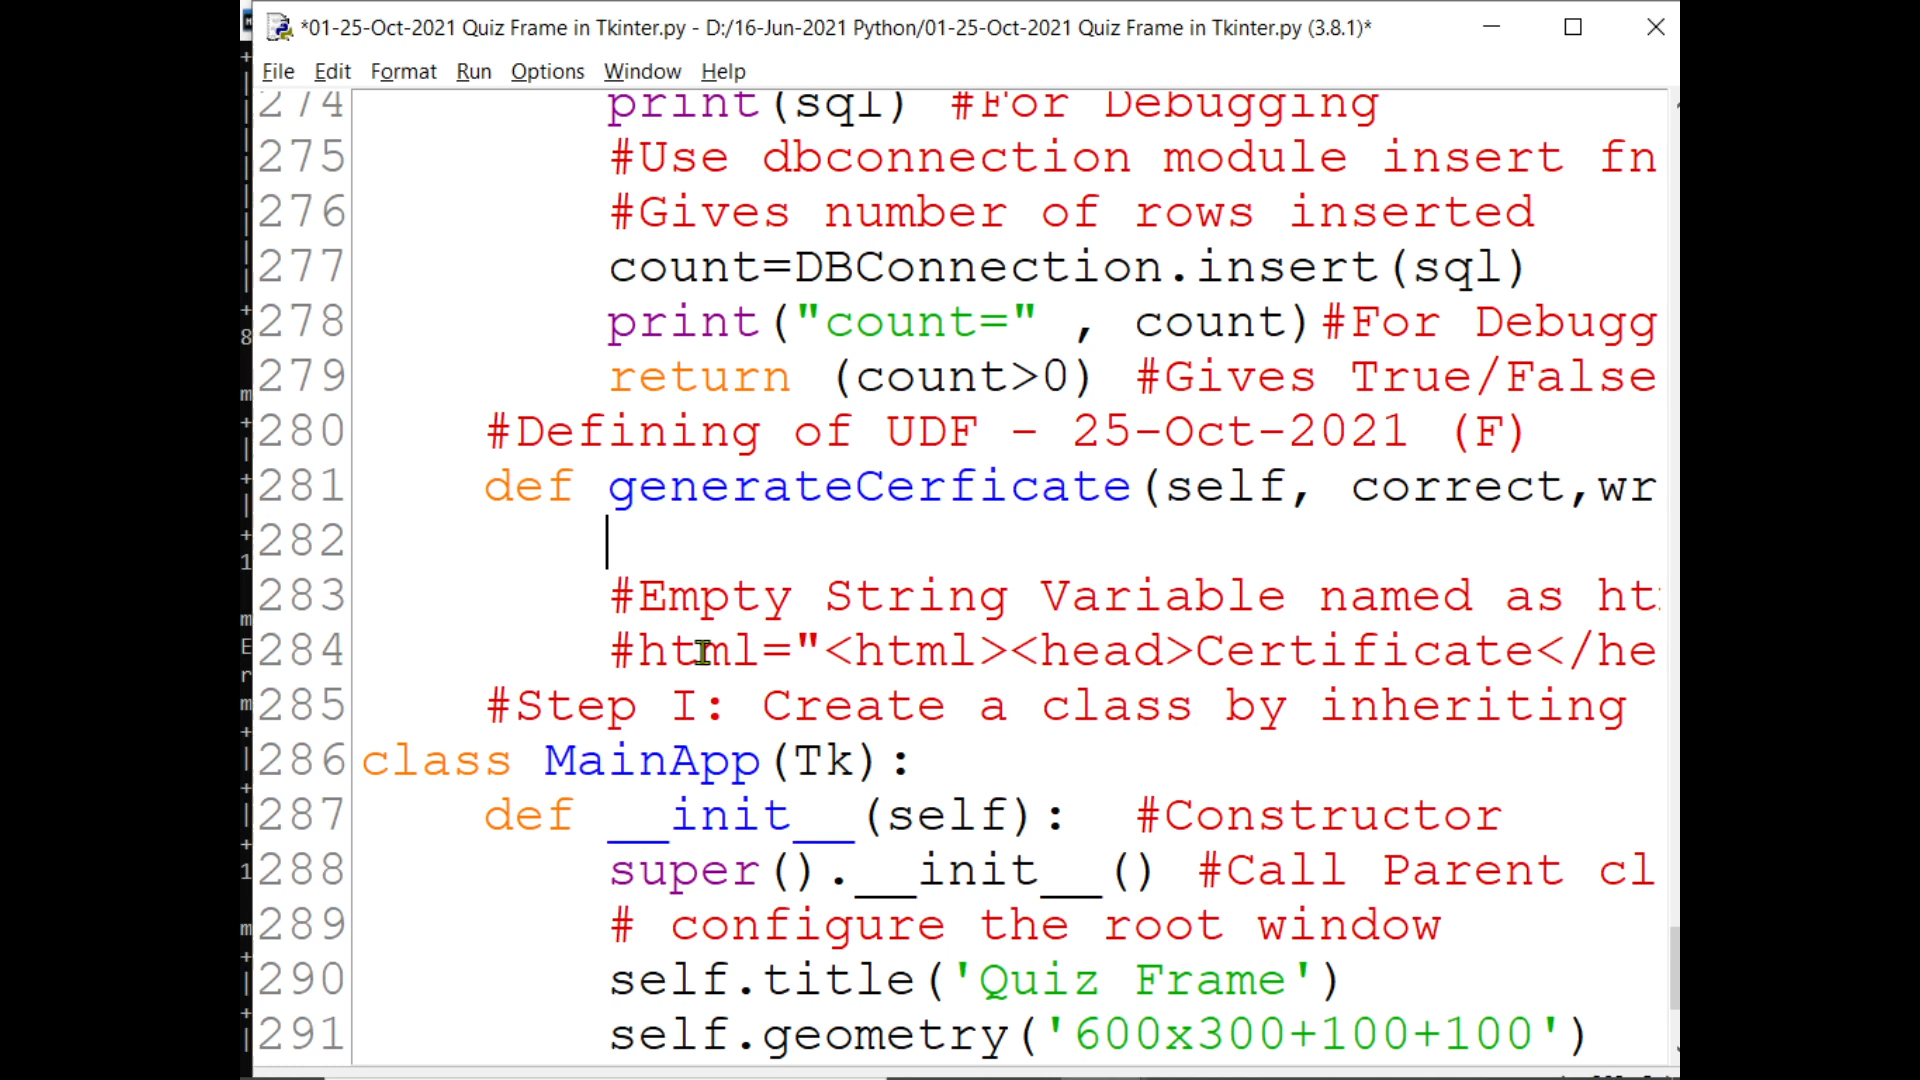 *01-25-Oct-2021 Quiz Frame in Tkinter.py - D:/16-Jun-2021 Python/01-25-Oct-2021 Quiz Frame in Tkinter.py (3.8.1)*
File Edit Format Run Options Window Help
274 print(sql) #For Debugging
275 #Use dbconnection module insert fn
276 #Gives number of rows inserted
277 count=DBConnection.insert(sql)
278 print("count=" , count)#For Debugg
279 return (count>0) #Gives True/False
280 #Defining of UDF - 25-Oct-2021 (F)
281 def generateCerficate(self, correct,wr
282
283 #Empty String Variable named as ht
284 #html="<html><head>Certificate</he
285 #Step I: Create a class by inheriting
286 class MainApp(Tk):
287 def __init__(self): #Constructor
288 super().__init__() #Call Parent cl
289 # configure the root window
290 self.title('Quiz Frame')
291 self.geometry('600x300+100+100')